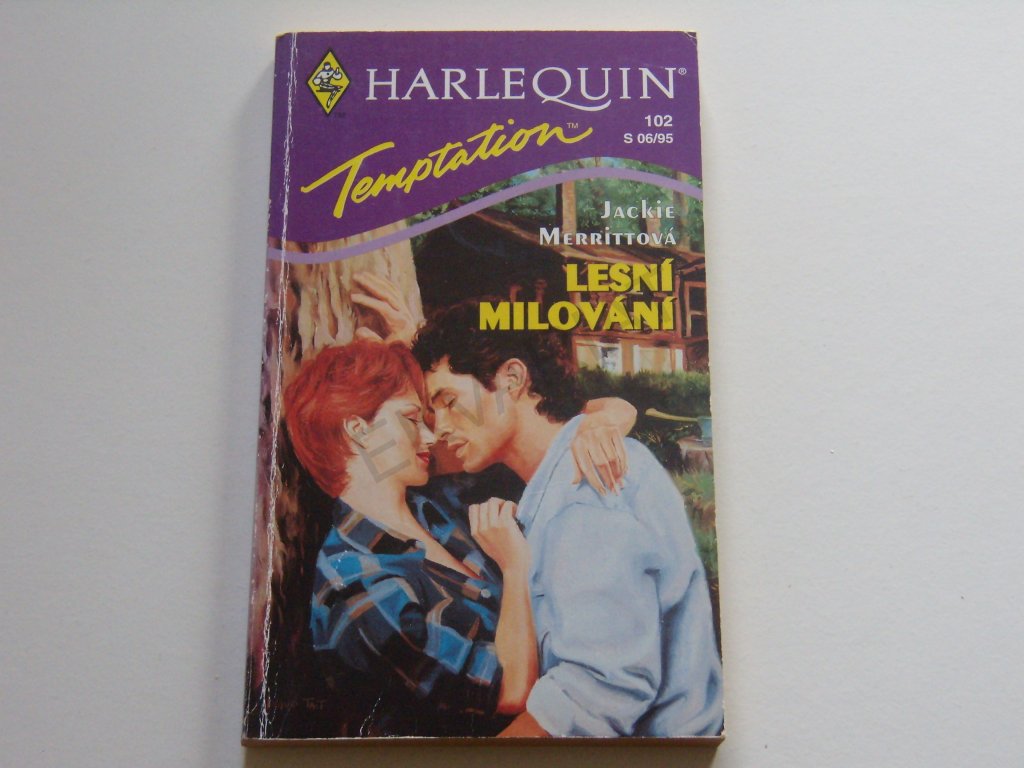 HARLEQUIN®
Temptation™
102
S 06/95
Jackie
Merrittová
LESNÍ
MILOVÁNÍ